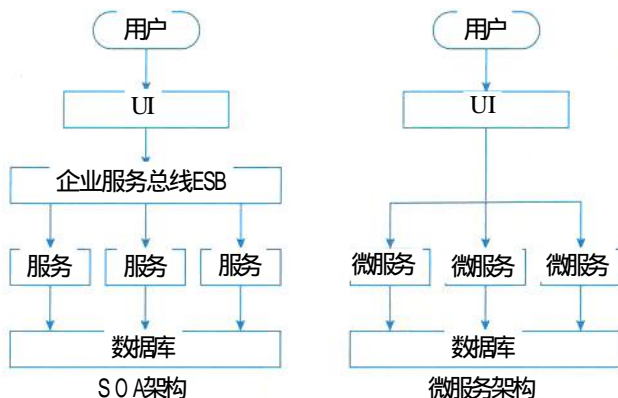 用户
UI
企业服务总线ESB
服务 服务 服务
数据库
SOA架构
用户
UI
微服务 微服务 微服务
数据库
微服务架构